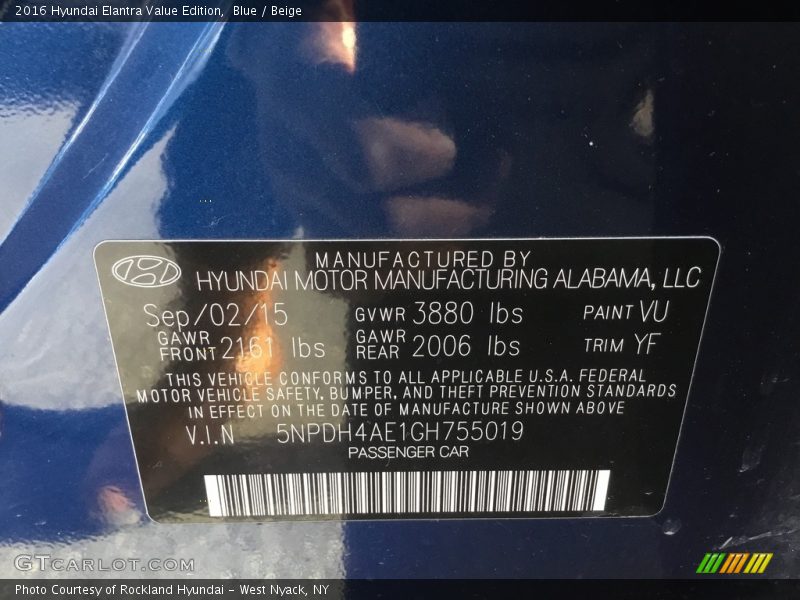 2016 Hyundai Elantra Value Edition, Blue / Beige
MANUFACTURED BY
HYUNDAI MOTOR MANUFACTURING ALABAMA, LLC
Sep/02/15 GVWR 3880 lbs PAINT VU
GAWR FRONT 2161 lbs GAWR REAR 2006 lbs TRIM YF
THIS VEHICLE CONFORMS TO ALL APPLICABLE U.S.A. FEDERAL
MOTOR VEHICLE SAFETY, BUMPER, AND THEFT PREVENTION STANDARDS
IN EFFECT ON THE DATE OF MANUFACTURE SHOWN ABOVE
V.I.N 5NPDH4AE1GH755019
PASSENGER CAR
GTCARLOT.COM
Photo Courtesy of Rockland Hyundai - West Nyack, NY